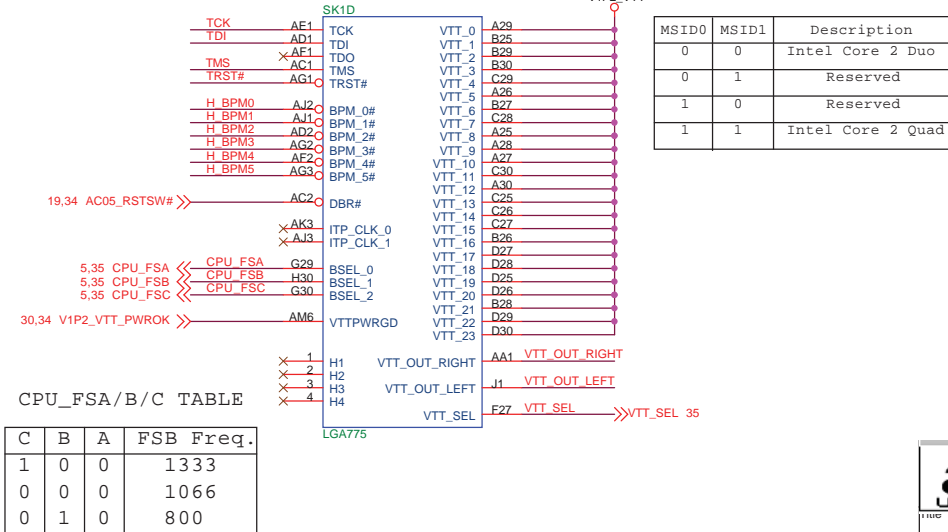 SK1D
TCK AE1 TCK VTT_0 A29
TDI AD1 TDI VTT_1 B25
AF1 TDO VTT_2 B29
TMS AC1 TMS VTT_3 B30
TRST# AG1 TRST# VTT_4 C29
VTT_5 A26
H_BPM0 AJ2 BPM_0# VTT_6 B27
H_BPM1 AJ1 BPM_1# VTT_7 C28
H_BPM2 AD2 BPM_2# VTT_8 A25
H_BPM3 AG2 BPM_3# VTT_9 A28
H_BPM4 AF2 BPM_4# VTT_10 A27
H_BPM5 AG3 BPM_5# VTT_11 C30
VTT_12 A30
19,34 AC05_RSTSW# AC2 DBR# VTT_13 C25
VTT_14 C26
AK3 ITP_CLK_0 VTT_15 C27
AJ3 ITP_CLK_1 VTT_16 B26
VTT_17 D27
5,35 CPU_FSA CPU_FSA G29 BSEL_0 VTT_18 D28
5,35 CPU_FSB CPU_FSB H30 BSEL_1 VTT_19 D25
5,35 CPU_FSC CPU_FSC G30 BSEL_2 VTT_20 D26
VTT_21 B28
30,34 V1P2_VTT_PWROK AM6 VTTPWRGD VTT_22 D29
VTT_23 D30
1 H1 VTT_OUT_RIGHT AA1 VTT_OUT_RIGHT
2 H2
3 H3 VTT_OUT_LEFT J1 VTT_OUT_LEFT
4 H4
VTT_SEL F27 VTT_SEL VTT_SEL 35
LGA775
MSID0 MSID1 Description
0 0 Intel Core 2 Duo
0 1 Reserved
1 0 Reserved
1 1 Intel Core 2 Quad
CPU_FSA/B/C TABLE
C B A FSB Freq.
1 0 0 1333
0 0 0 1066
0 1 0 800